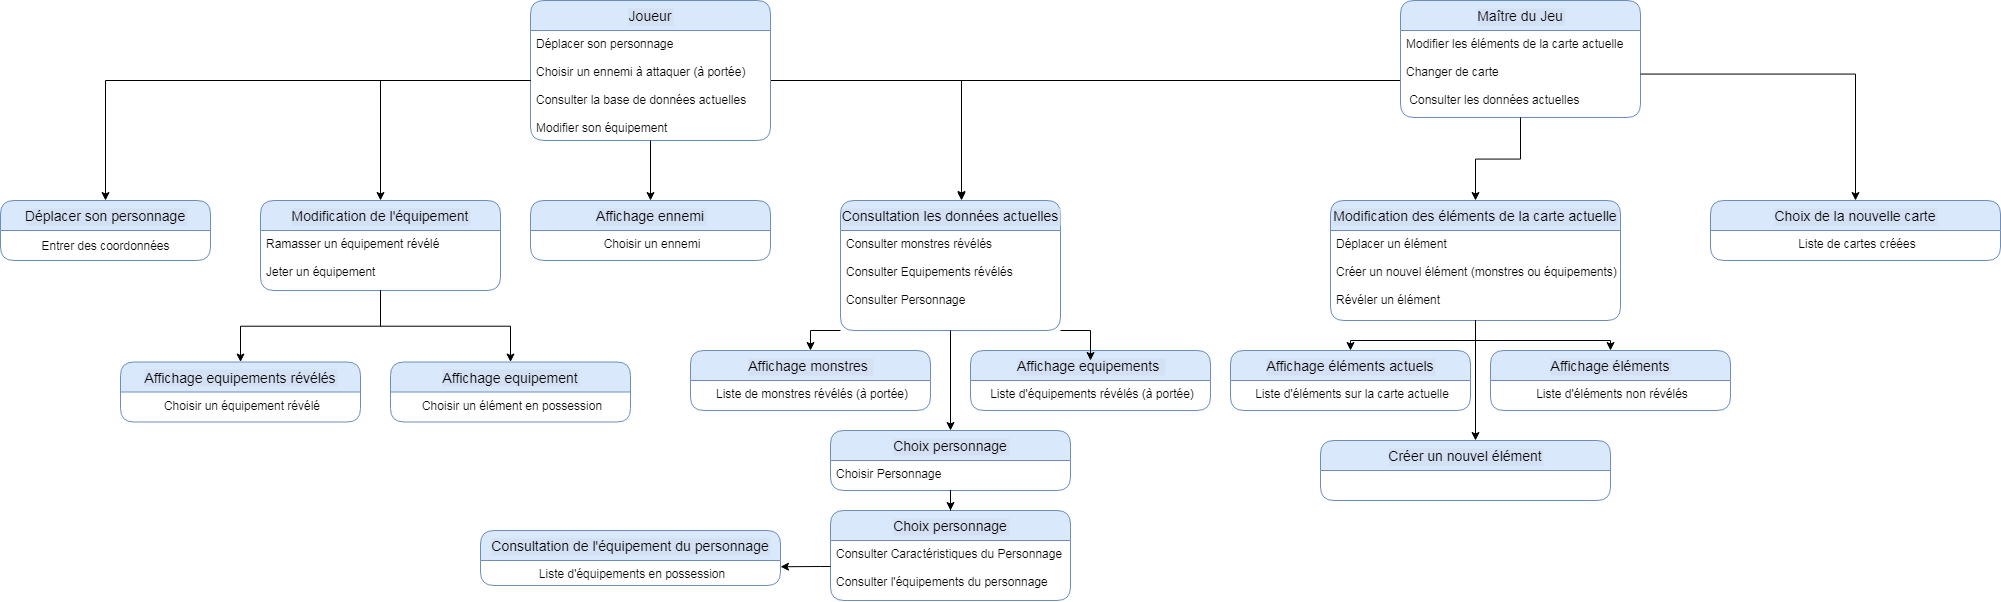 Joueur
Déplacer son personnage
Choisir un ennemi à attaquer (à portée)
Consulter la base de données actuelles
Modifier son équipement
Maître du Jeu
Modifier les éléments de la carte actuelle
Changer de carte
Consulter les données actuelles
Déplacer son personnage
Entrer des coordonnées
Modification de l'équipement
Ramasser un équipement révélé
Jeter un équipement
Affichage ennemi
Choisir un ennemi
Consultation les données actuelles
Consulter monstres révélés
Consulter Equipements révélés
Consulter Personnage
Modification des éléments de la carte actuelle
Déplacer un élément
Créer un nouvel élément (monstres ou équipements)
Révéler un élément
Choix de la nouvelle carte
Liste de cartes créées
Affichage equipements révélés
Choisir un équipement révélé
Affichage equipement
Choisir un élément en possession
Affichage monstres
Liste de monstres révélés (à portée)
Affichage equipements
Liste d'équipements révélés (à portée)
Affichage éléments actuels
Liste d'éléments sur la carte actuelle
Affichage éléments
Liste d'éléments non révélés
Choix personnage
Choisir Personnage
Créer un nouvel élément
Choix personnage
Consulter Caractéristiques du Personnage
Consulter l'équipements du personnage
Consultation de l'équipement du personnage
Liste d'équipements en possession